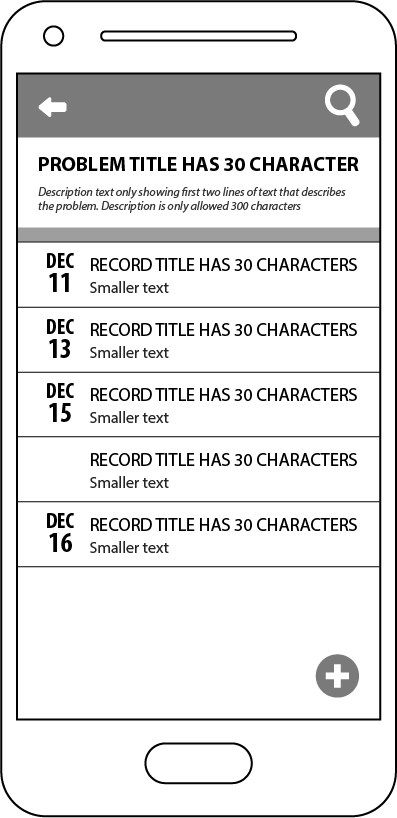 PROBLEM TITLE HAS 30 CHARACTER
Description text only showing first two lines of text that describes
the problem. Description is only allowed 300 characters
DEC
11
RECORD TITLE HAS 30 CHARACTERS
Smaller text
DEC
13
RECORD TITLE HAS 30 CHARACTERS
Smaller text
DEC
15
RECORD TITLE HAS 30 CHARACTERS
Smaller text
RECORD TITLE HAS 30 CHARACTERS
Smaller text
DEC
16
RECORD TITLE HAS 30 CHARACTERS
Smaller text